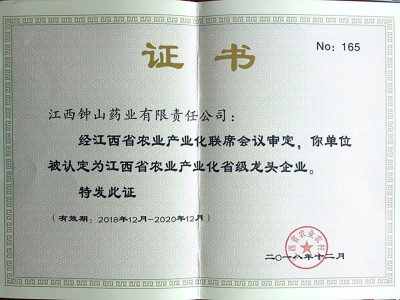 No: 165
证书
江西钟山药业有限责任公司：
经江西省农业产业化联席会议审定，你单位
被认定为江西省农业产业化省级龙头企业。
特发此证
（有效期：2018年12月—2020年12月）
二〇一八年十二月